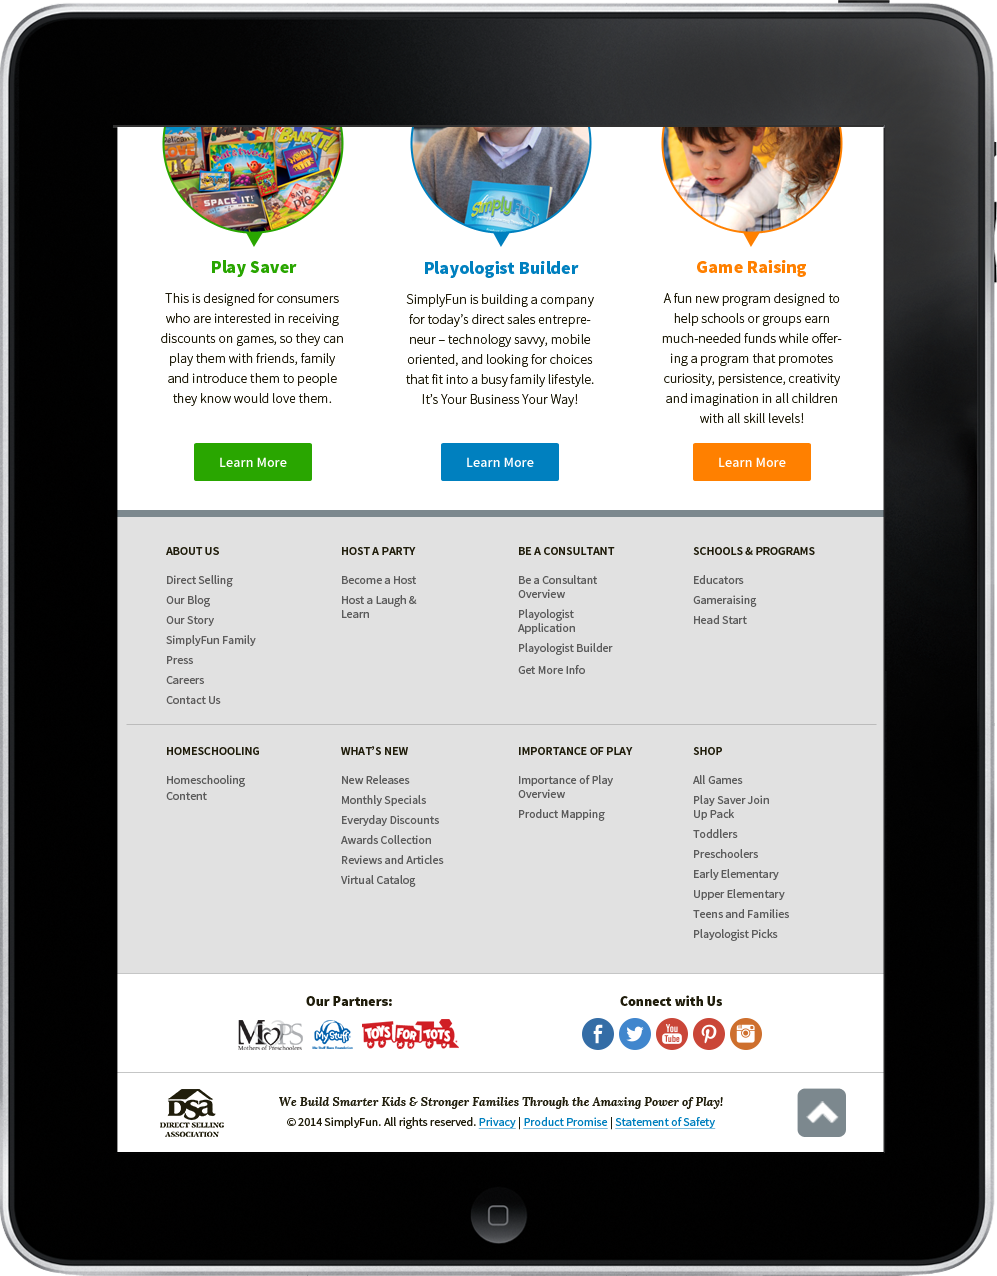 BANK IT!
SPACE IT!
SAVE
pie
SimplyFun
Play Saver
This is designed for consumers
who are interested in receiving
discounts on games, so they can
play them with friends, family
and introduce them to people
they know would love them.
Learn More
Playologist Builder
SimplyFun is building a company
for today's direct sales entrepre-
neur – technology savvy, mobile
oriented, and looking for choices
that fit into a busy family lifestyle.
It's Your Business Your Way!
Learn More
Game Raising
A fun new program designed to
help schools or groups earn
much-needed funds while offer-
ing a program that promotes
curiosity, persistence, creativity
and imagination in all children
with all skill levels!
Learn More
ABOUT US
Direct Selling
Our Blog
Our Story
SimplyFun Family
Press
Careers
Contact Us
HOST A PARTY
Become a Host
Host a Laugh &
Learn
BE A CONSULTANT
Be a Consultant
Overview
Playologist
Application
Playologist Builder
Get More Info
SCHOOLS & PROGRAMS
Educators
Gameraising
Head Start
HOMESCHOOLING
Homeschooling
Content
WHAT'S NEW
New Releases
Monthly Specials
Everyday Discounts
Awards Collection
Reviews and Articles
Virtual Catalog
IMPORTANCE OF PLAY
Importance of Play
Overview
Product Mapping
SHOP
All Games
Play Saver Join
Up Pack
Toddlers
Preschoolers
Early Elementary
Upper Elementary
Teens and Families
Playologist Picks
Our Partners:
MOPS
Mothers of Preschoolers
My Stuff
TOYS FOR TOTS
Connect with Us
You
Tube
dsa
DIRECT SELLING
ASSOCIATION
We Build Smarter Kids & Stronger Families Through the Amazing Power of Play!
© 2014 SimplyFun. All rights reserved. Privacy | Product Promise | Statement of Safety